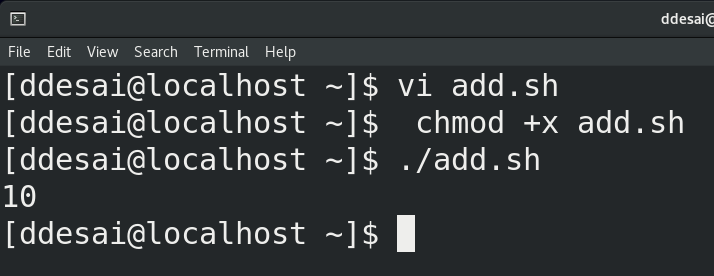 ddesai@
File Edit View Search Terminal Help
[ddesai@localhost ~]$ vi add.sh
[ddesai@localhost ~]$  chmod +x add.sh
[ddesai@localhost ~]$ ./add.sh
10
[ddesai@localhost ~]$